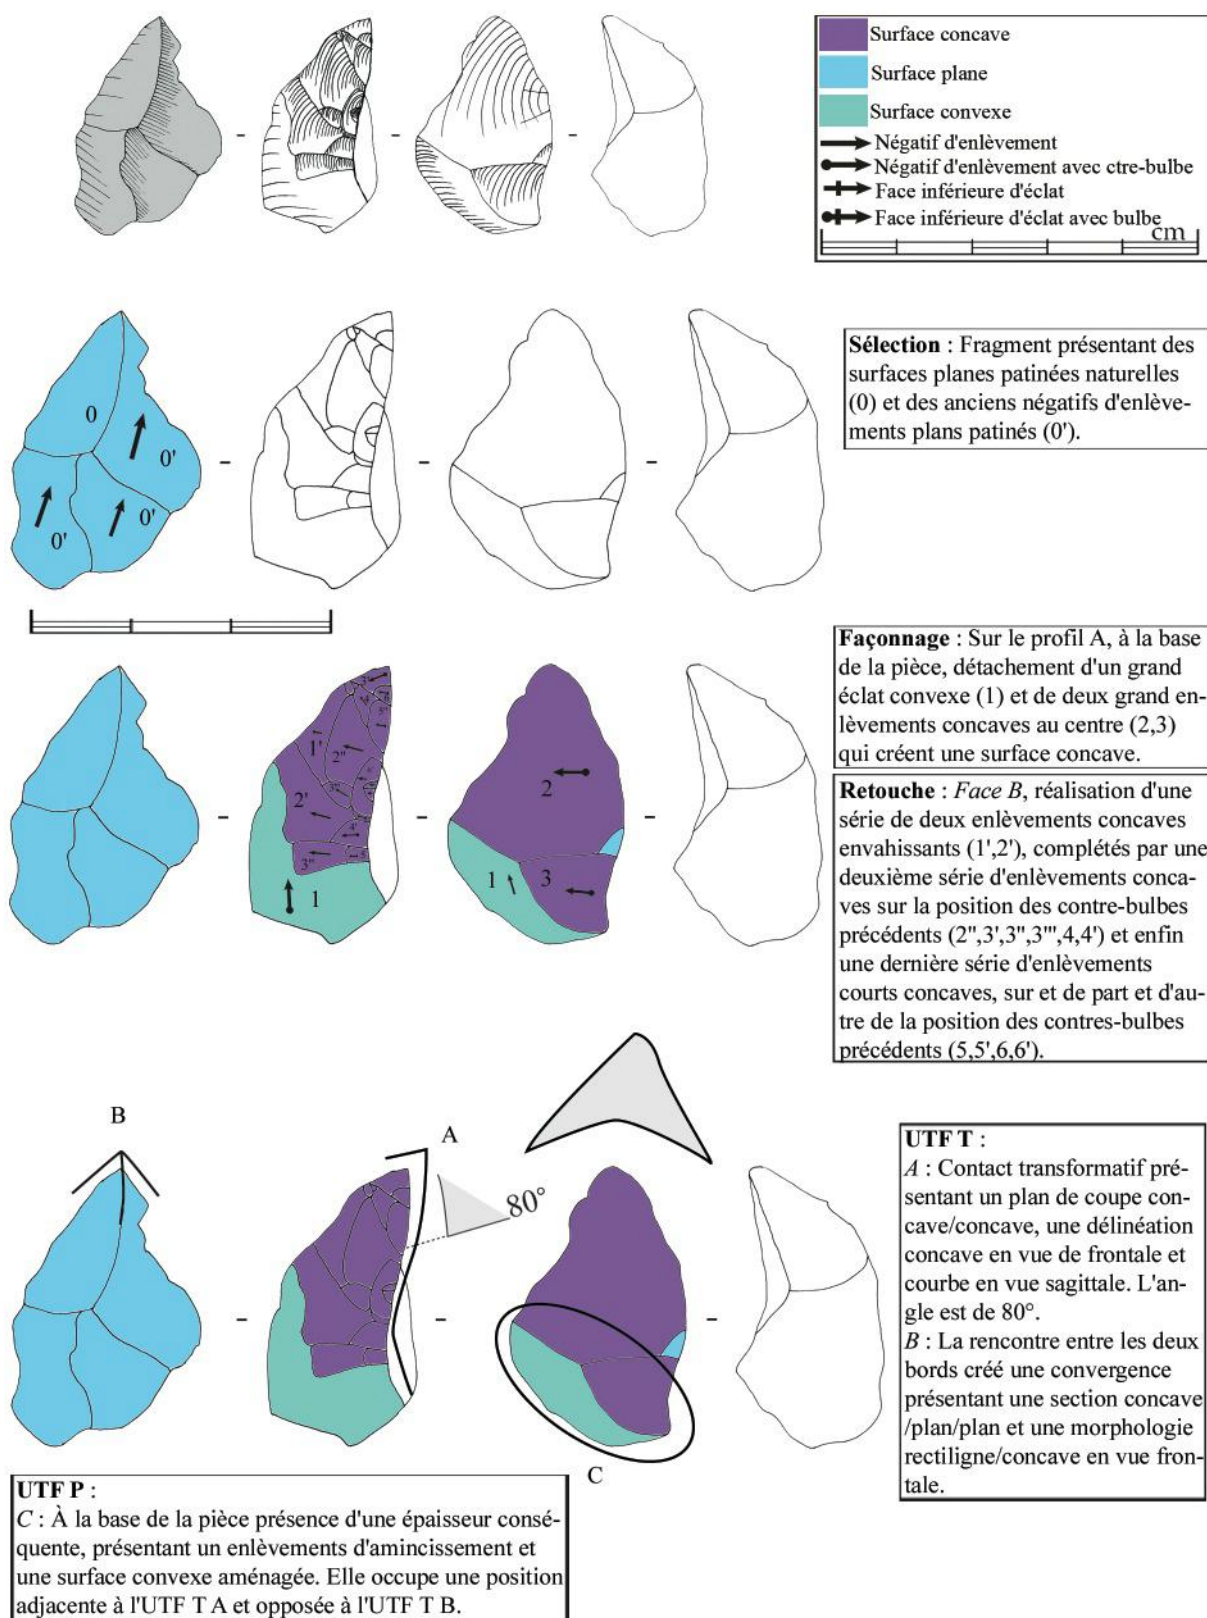 Surface concave
Surface plane
Surface convexe
Négatif d'enlèvement
Négatif d'enlèvement avec ctre-bulbe
Face inférieure d'éclat
Face inférieure d'éclat avec bulbe
cm
0
0'
0'
0'
Sélection : Fragment présentant des
surfaces planes patinées naturelles
(0) et des anciens négatifs d'enlève-
ments plans patinés (0').
1'
2''
2'
3''
4'
1
2
1
3
Façonnage : Sur le profil A, à la base
de la pièce, détachement d'un grand
éclat convexe (1) et de deux grand en-
lèvements concaves au centre (2,3)
qui créent une surface concave.
Retouche : Face B, réalisation d'une
série de deux enlèvements concaves
envahissants (1',2'), complétés par une
deuxième série d'enlèvements conca-
ves sur la position des contre-bulbes
précédents (2'',3',3'',3''',4,4') et enfin
une dernière série d'enlèvements
courts concaves, sur et de part et d'au-
tre de la position des contres-bulbes
précédents (5,5',6,6').
B
A
80°
C
UTF T :
A : Contact transformatif pré-
sentant un plan de coupe con-
cave/concave, une délinéation
concave en vue de frontale et
courbe en vue sagittale. L'an-
gle est de 80°.
B : La rencontre entre les deux
bords créé une convergence
présentant une section concave
/plan/plan et une morphologie
rectiligne/concave en vue fron-
tale.
UTF P :
C : À la base de la pièce présence d'une épaisseur consé-
quente, présentant un enlèvements d'amincissement et
une surface convexe aménagée. Elle occupe une position
adjacente à l'UTF T A et opposée à l'UTF T B.